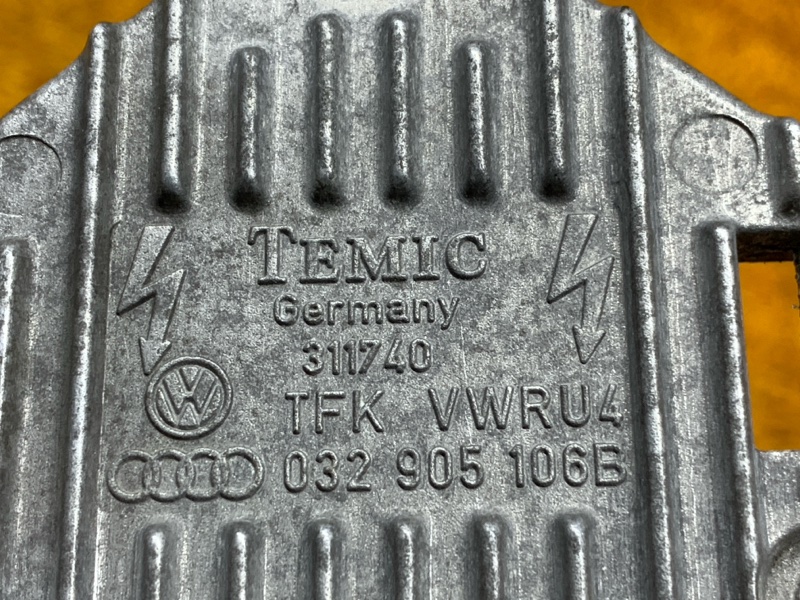 TEMIC
Germany
311740
TFK VWRU4
032 905 106B